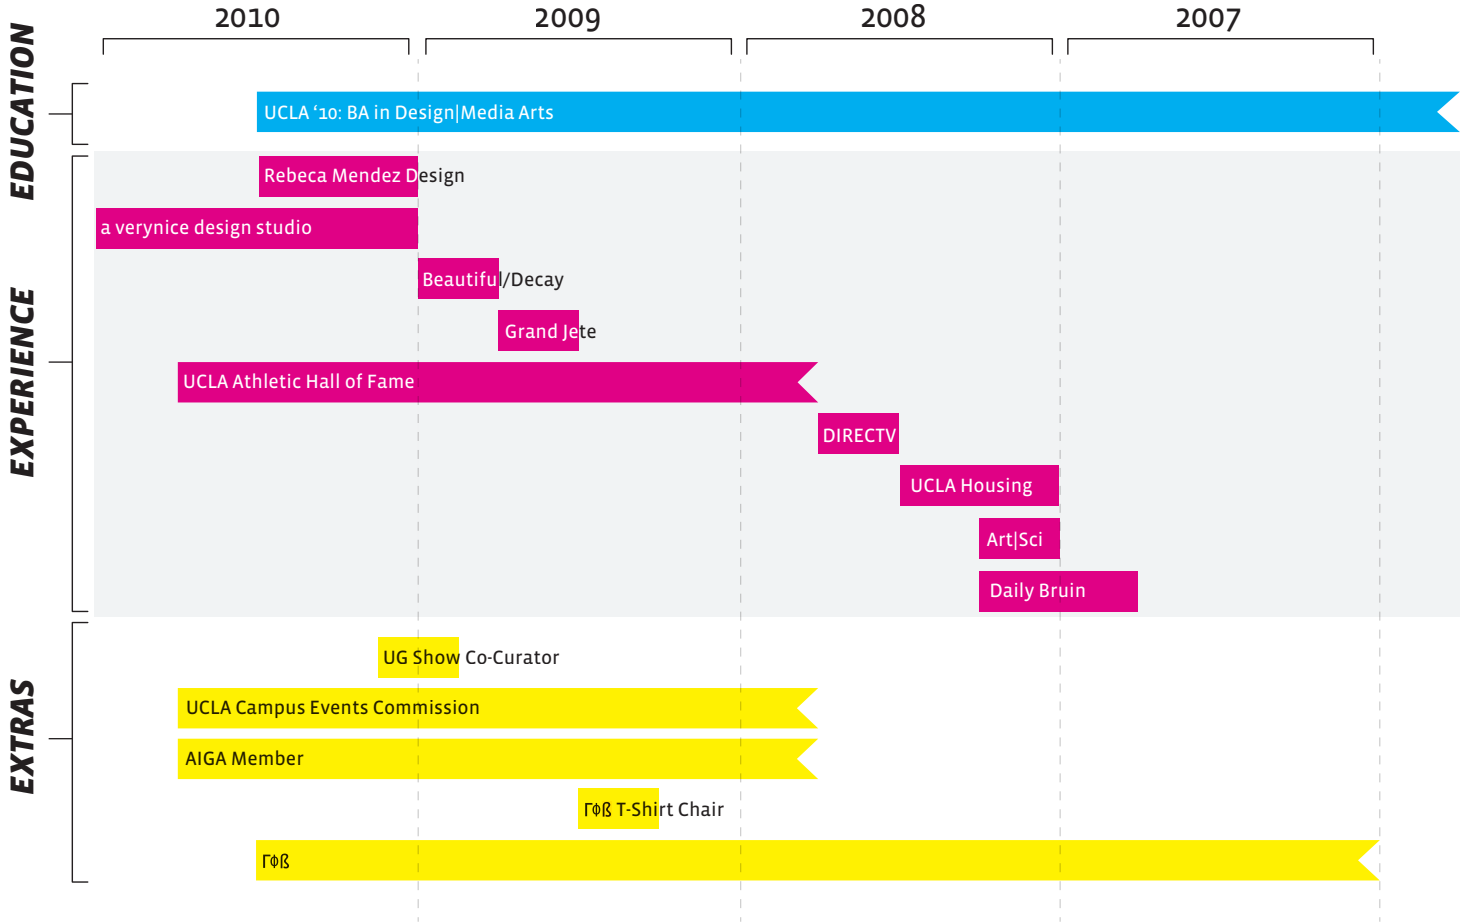 2010 2009 2008 2007
EDUCATION
UCLA ‘10: BA in Design|Media Arts
EXPERIENCE
Rebeca Mendez Design
a verynice design studio
Beautiful/Decay
Grand Jete
UCLA Athletic Hall of Fame
DIRECTV
UCLA Housing
Art|Sci
Daily Bruin
EXTRAS
UG Show Co-Curator
UCLA Campus Events Commission
AIGA Member
ΓΦß T-Shirt Chair
ΓΦß